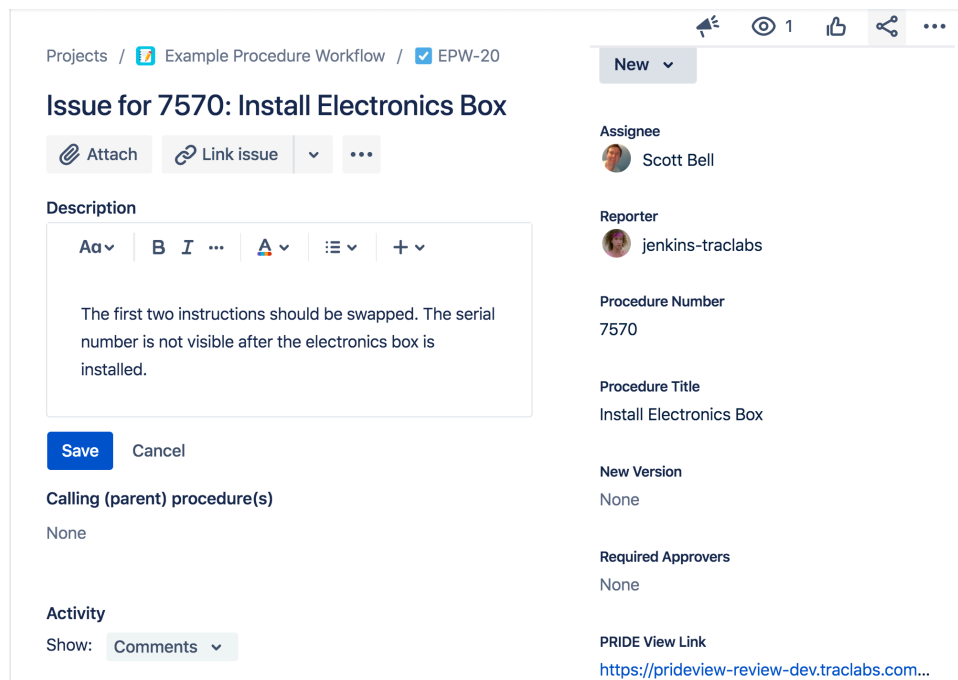 1
Projects / Example Procedure Workflow / EPW-20
Issue for 7570: Install Electronics Box
Attach
Link issue
Description
Aa
B I
A
The first two instructions should be swapped. The serial
number is not visible after the electronics box is
installed.
Save
Cancel
Calling (parent) procedure(s)
None
Activity
Show:
Comments
New
Assignee
Scott Bell
Reporter
jenkins-traclabs
Procedure Number
7570
Procedure Title
Install Electronics Box
New Version
None
Required Approvers
None
PRIDE View Link
https://prideview-review-dev.traclabs.com...